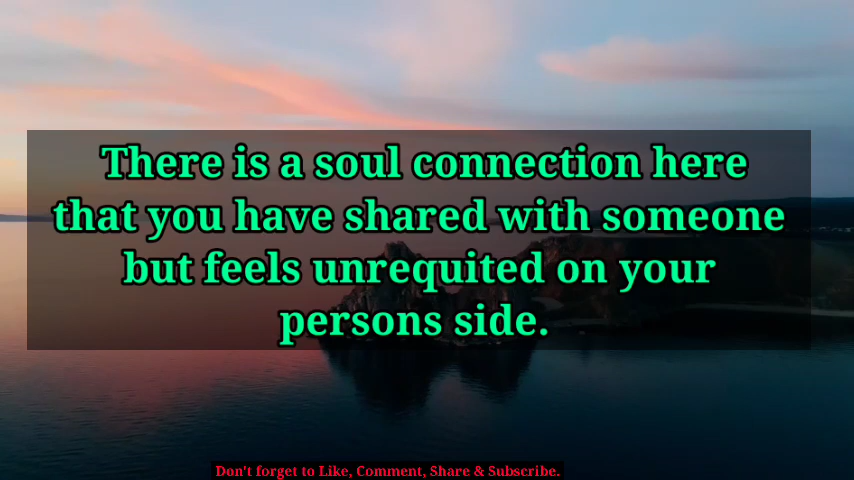 There is a soul connection here
that you have shared with someone
but feels unrequited on your
persons side.
Don't forget to Like, Comment, Share & Subscribe.